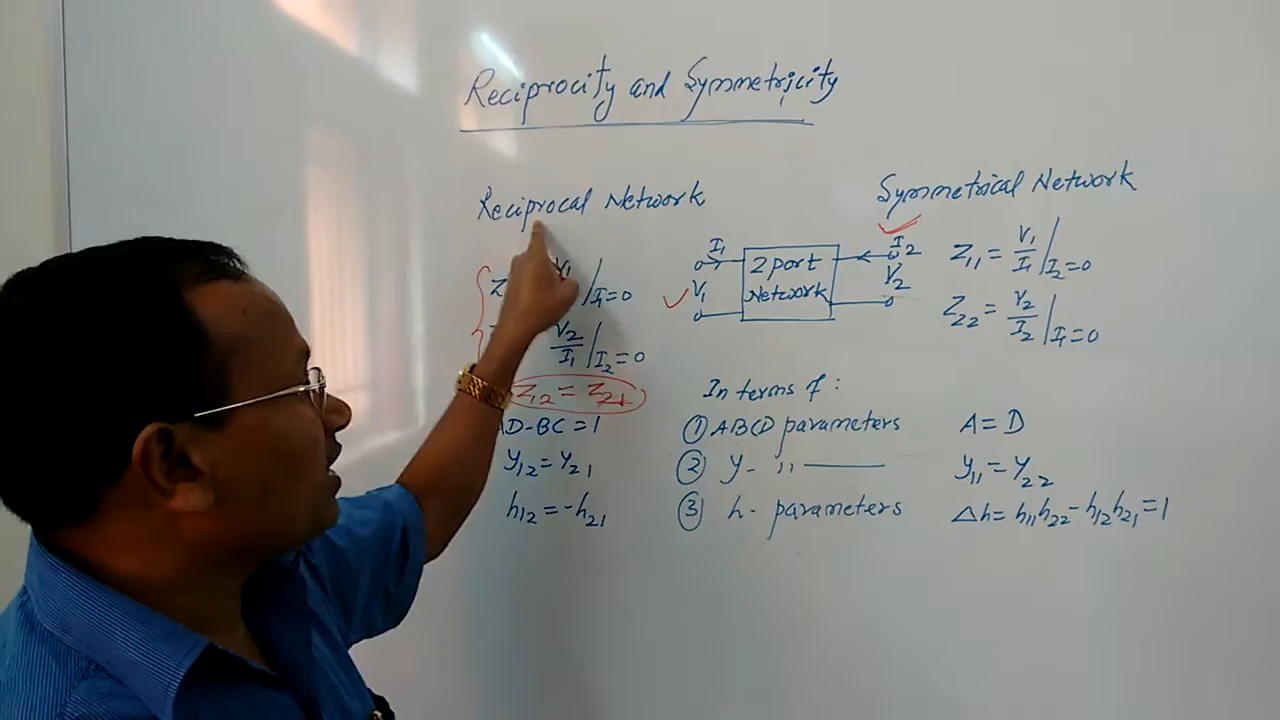 Reciprocity and Symmetricity
Reciprocal Network
Symmetrical Network
Z V1 / I1=0
V2/I1 / I2=0
Z12 = Z21
AD-BC=1
y12=y21
h12=-h21
I1
V1
2port
Network
I2
V2
Z11 = V1/I1 / I2=0
Z22 = V2/I2 / I1=0
In terms of :
① ABCD parameters A=D
② y- ,, —— y11=y22
③ h- parameters Δh= h11h22-h12h21=1